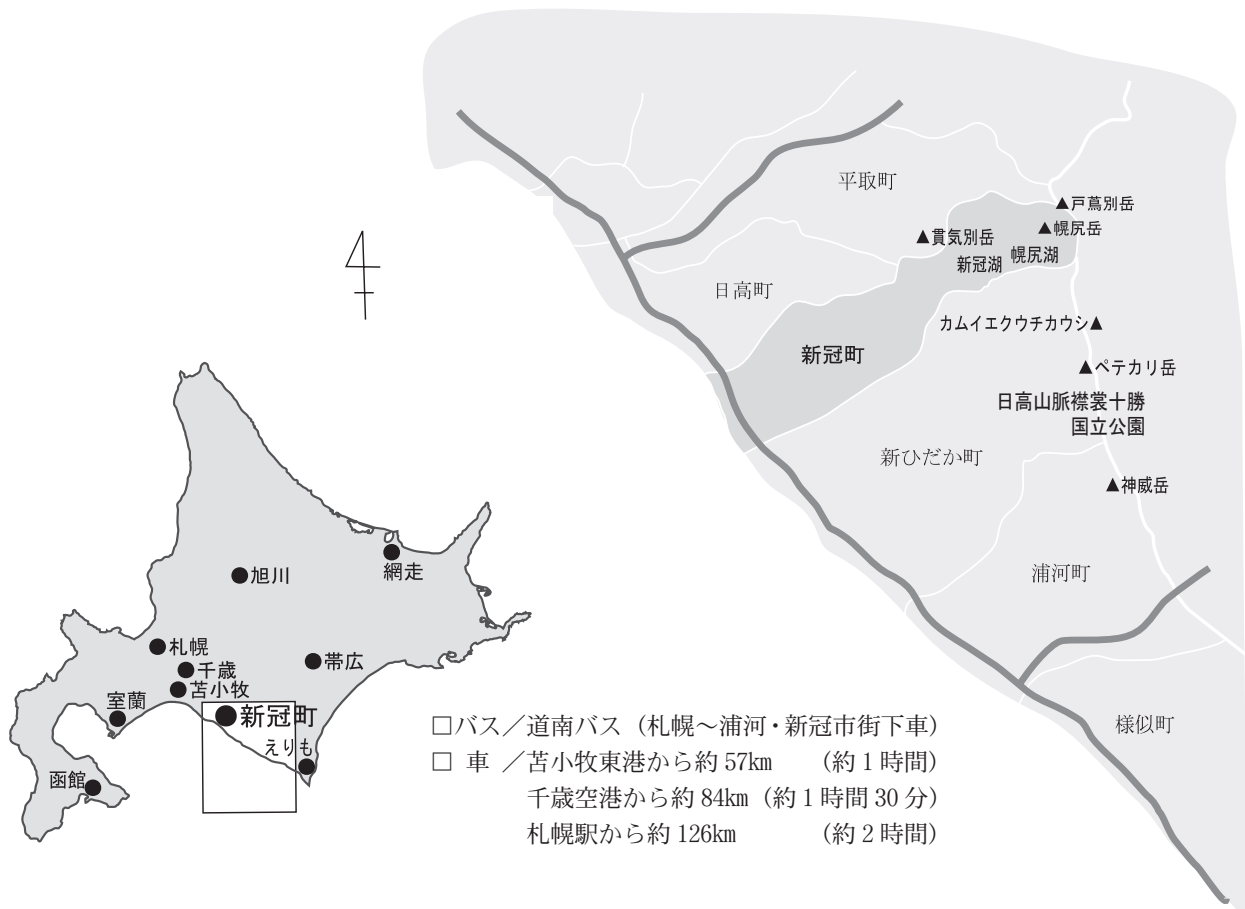 平取町
▲戸蔦別岳
▲幌尻岳
▲貫気別岳
幌尻湖
新冠湖
日高町
カムイエクウチカウシ▲
新冠町
▲ペテカリ岳
日高山脈襟裳十勝
国立公園
新ひだか町
▲神威岳
浦河町
様似町
網走
旭川
札幌
千歳
帯広
苫小牧
室蘭
新冠町
えりも
函館
□バス／道南バス（札幌～浦河・新冠市街下車）
□ 車 ／苫小牧東港から約 57㎞ （約 1 時間）
千歳空港から約 84㎞（約 1 時間 30 分）
札幌駅から約 126㎞ （約 2 時間）